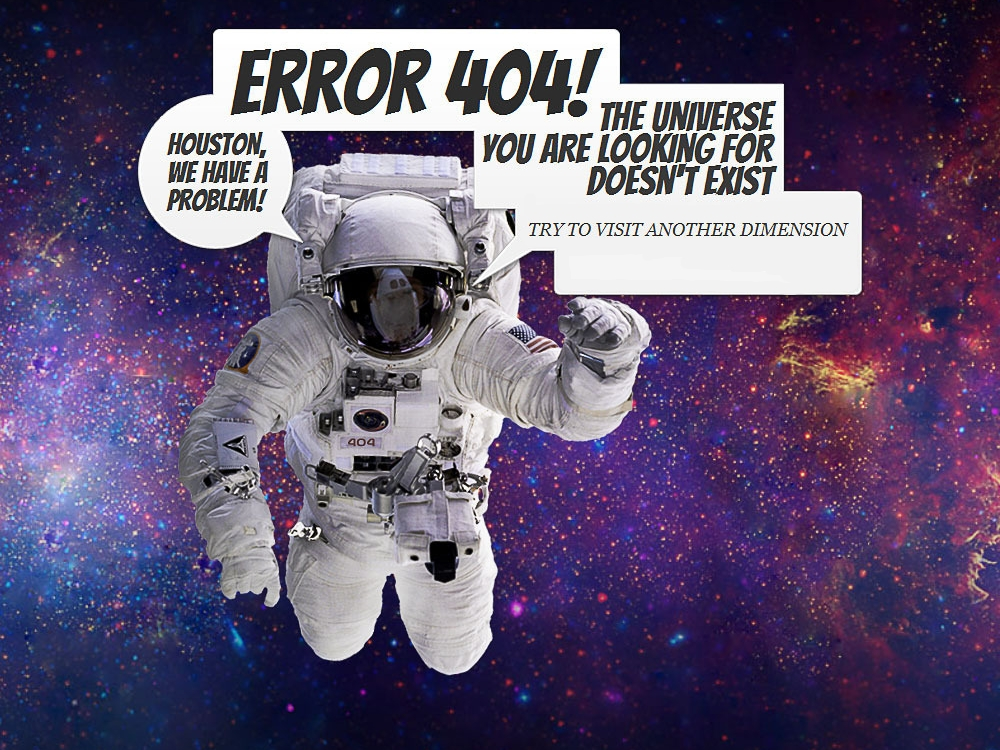 ERROR 404!
HOUSTON,
WE HAVE A
PROBLEM!
THE UNIVERSE
YOU ARE LOOKING FOR
DOESN'T EXIST
TRY TO VISIT ANOTHER DIMENSION
404